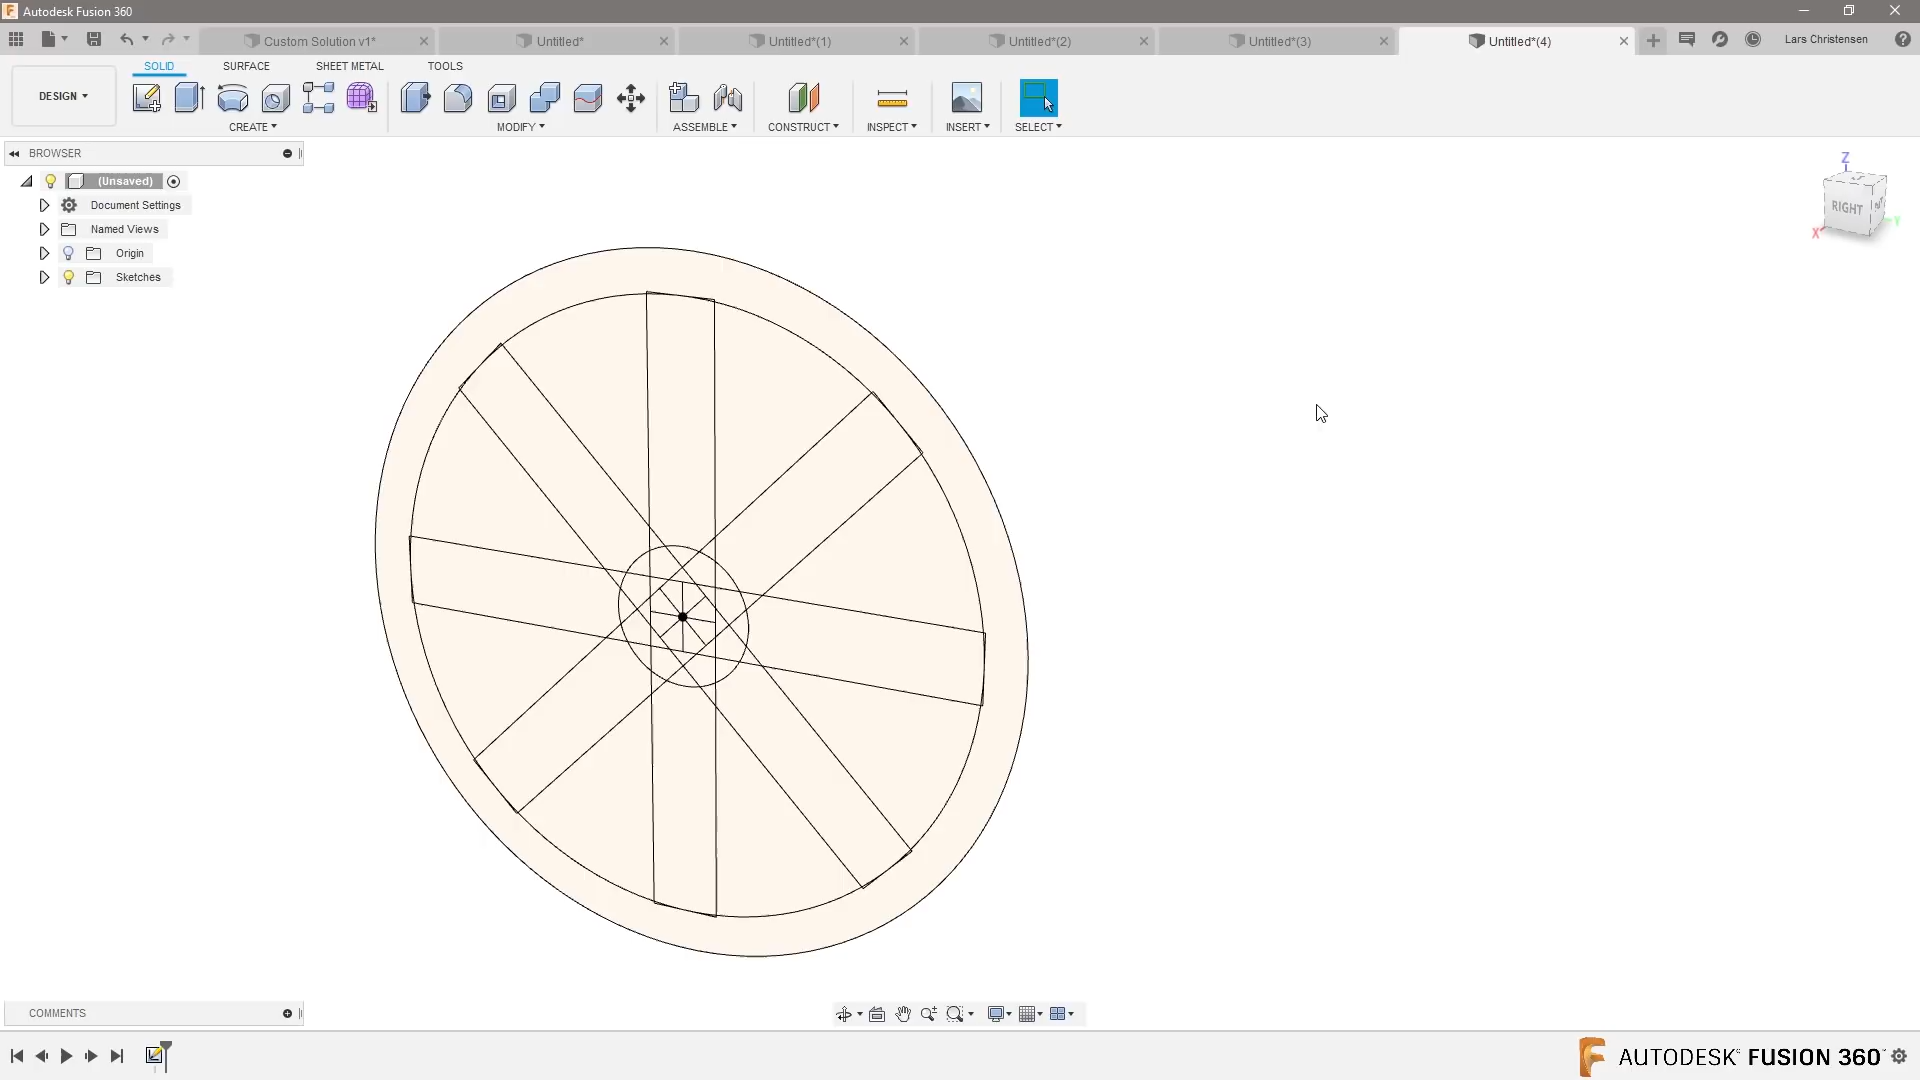 Autodesk Fusion 360
Custom Solution v1*
Untitled*
Untitled*(1)
Untitled*(2)
Untitled*(3)
Untitled*(4)
Lars Christensen
SOLID
SURFACE
SHEET METAL
TOOLS
DESIGN
CREATE
MODIFY
ASSEMBLE
CONSTRUCT
INSPECT
INSERT
SELECT
BROWSER
(Unsaved)
Document Settings
Named Views
Origin
Sketches
Z
RIGHT
X
Y
COMMENTS
AUTODESK FUSION 360